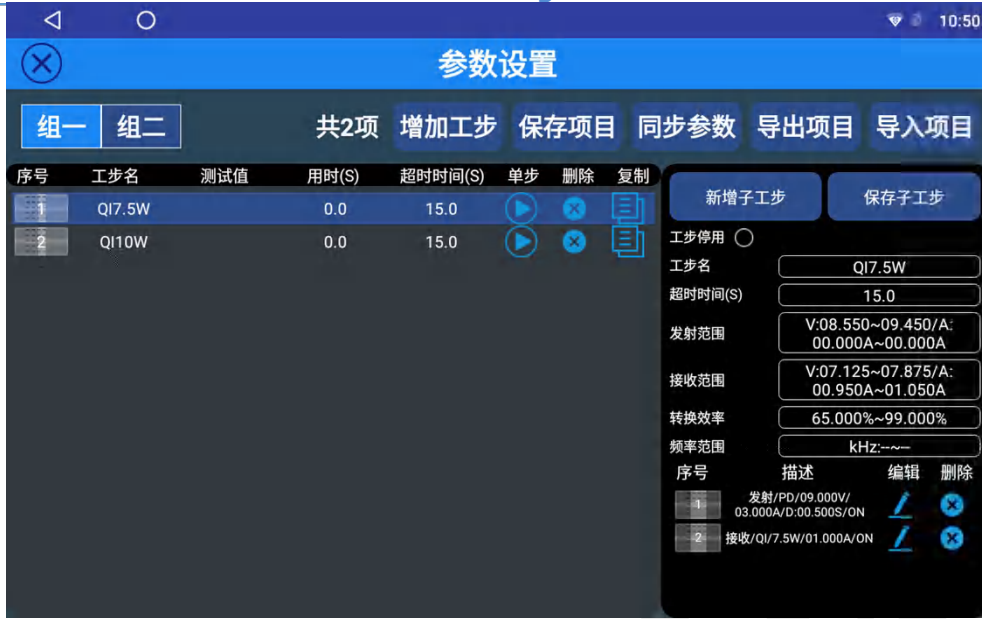 10:50
参数设置
组一 组二 共2项 增加工步 保存项目 同步参数 导出项目 导入项目
序号 工步名 测试值 用时(S) 超时时间(S) 单步 删除 复制
1 QI7.5W 0.0 15.0
2 QI10W 0.0 15.0
新增子工步 保存子工步
工步停用
工步名 QI7.5W
超时时间(S) 15.0
发射范围 V:08.550~09.450/A:
00.000A~00.000A
接收范围 V:07.125~07.875/A:
00.950A~01.050A
转换效率 65.000%~99.000%
频率范围 kHz:--~--
序号 描述 编辑 删除
1 发射/PD/09.000V/
03.000A/D:00.500S/ON
2 接收/QI/7.5W/01.000A/ON